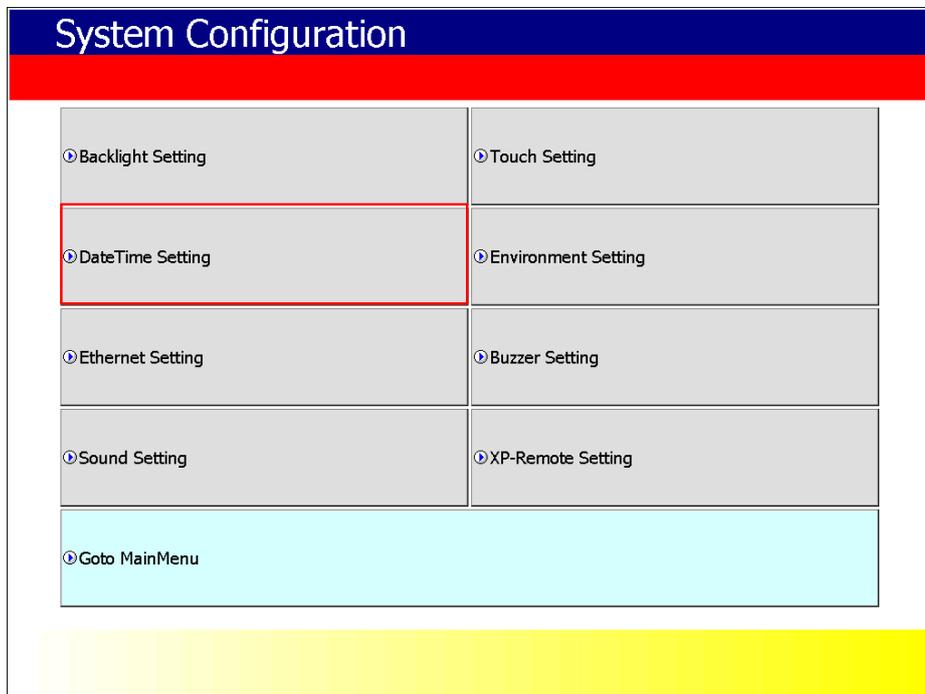 System Configuration
Backlight Setting
Touch Setting
DateTime Setting
Environment Setting
Ethernet Setting
Buzzer Setting
Sound Setting
XP-Remote Setting
Goto MainMenu